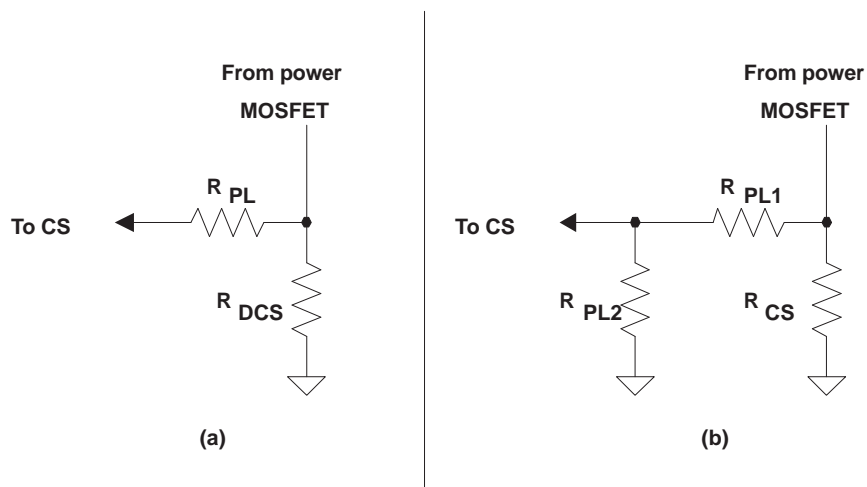 From power
MOSFET
R PL
To CS
R DCS
(a)
From power
MOSFET
R PL1
To CS
R PL2
R CS
(b)